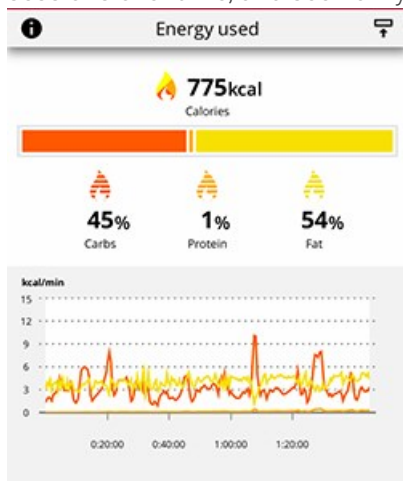 Energy used
775kcal
Calories
45% 1% 54%
Carbs Protein Fat
kcal/min
15
12
9
6
3
0
0:20:00 0:40:00 1:00:00 1:20:00